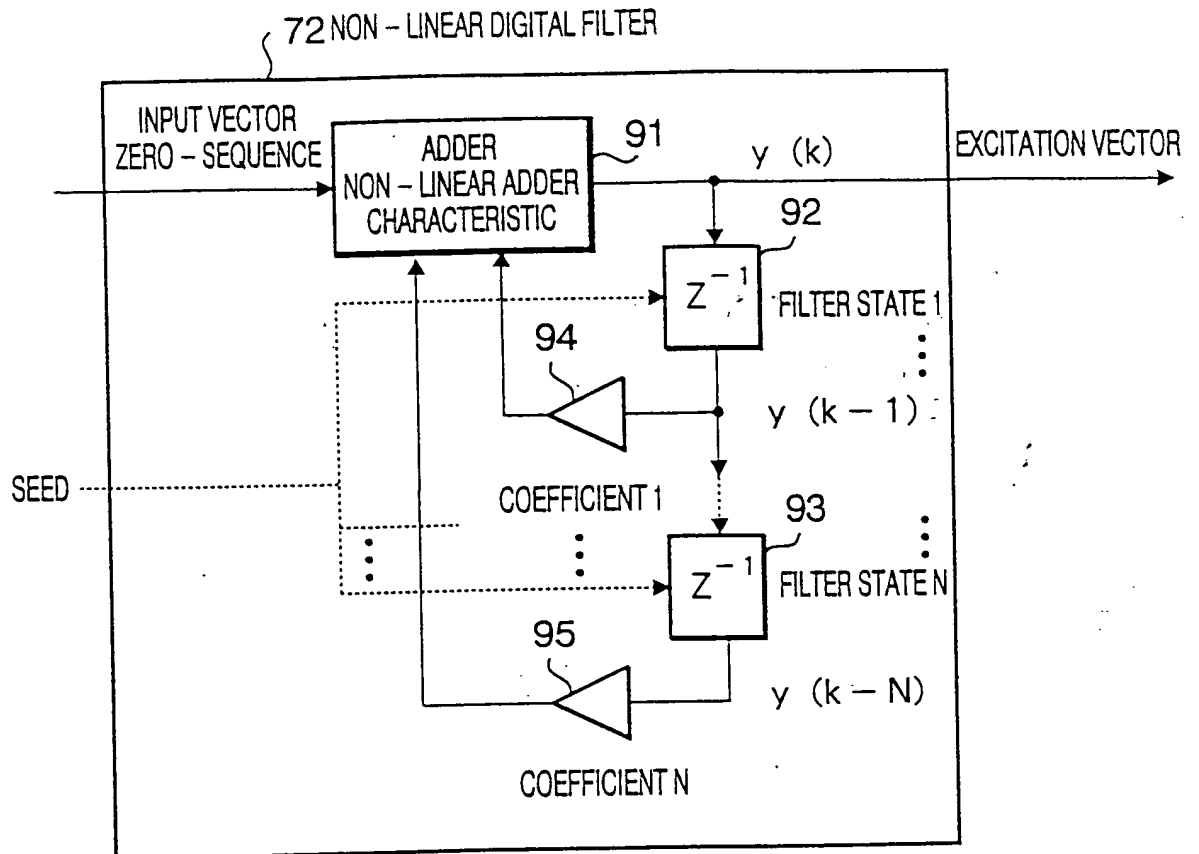 72 NON - LINEAR DIGITAL FILTER
INPUT VECTOR
ZERO - SEQUENCE
ADDER
NON - LINEAR ADDER
CHARACTERISTIC
91
y (k)
EXCITATION VECTOR
92
Z⁻¹
FILTER STATE 1
94
y (k - 1)
SEED
COEFFICIENT 1
93
Z⁻¹
FILTER STATE N
95
y (k - N)
COEFFICIENT N